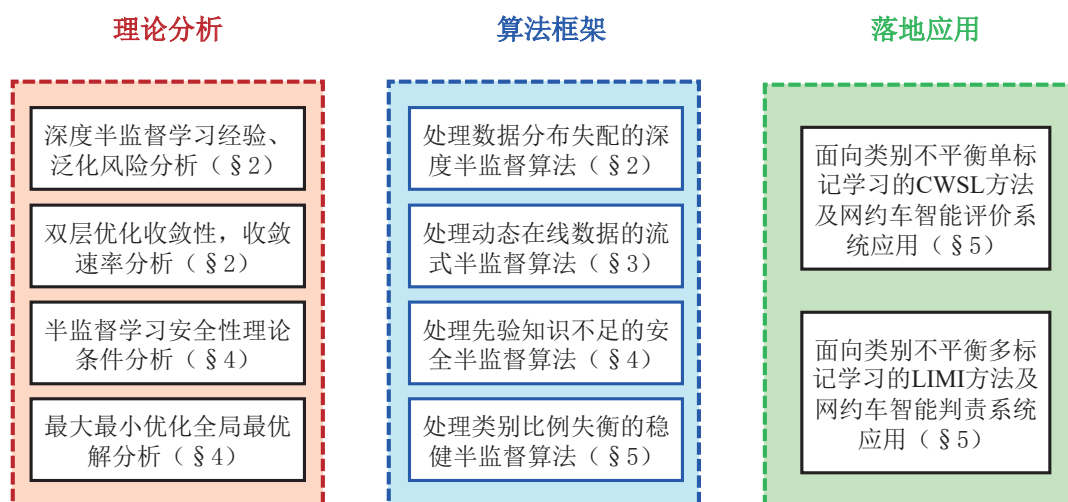 理论分析
深度半监督学习经验、
泛化风险分析（§2）
双层优化收敛性，收敛
速率分析（§2）
半监督学习安全性理论
条件分析（§4）
最大最小优化全局最优
解分析（§4）
算法框架
处理数据分布失配的深
度半监督算法（§2）
处理动态在线数据的流
式半监督算法（§3）
处理先验知识不足的安
全半监督算法（§4）
处理类别比例失衡的稳
健半监督算法（§5）
落地应用
面向类别不平衡单标
记学习的CWSL方法
及网约车智能评价系
统应用（§5）
面向类别不平衡多标
记学习的LIMI方法及
网约车智能判责系统
应用（§5）